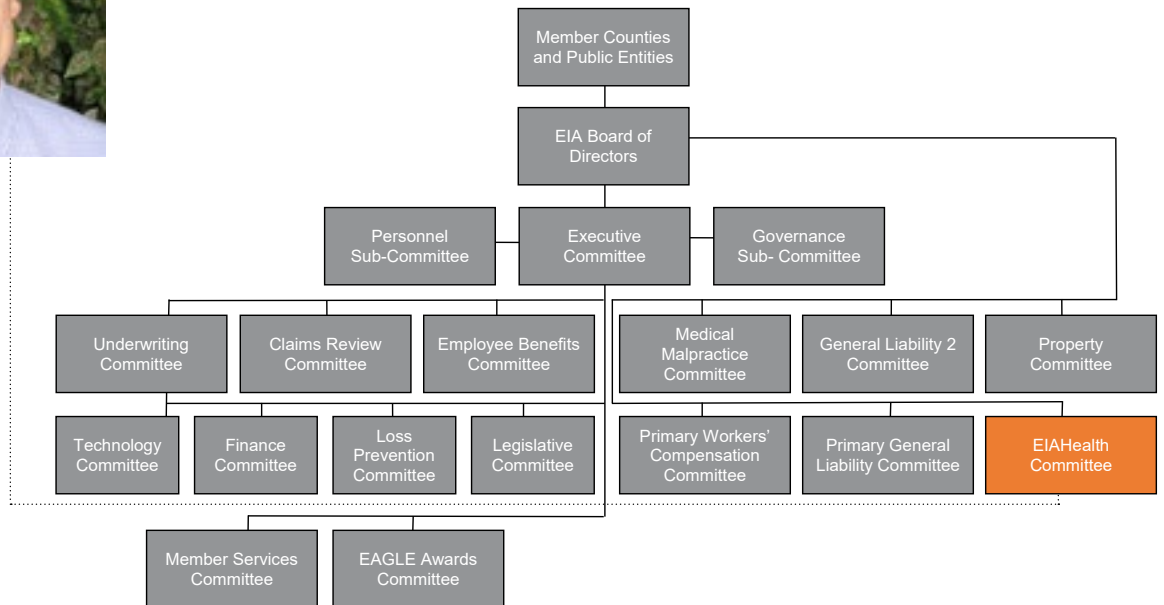 Member Counties
and Public Entities
EIA Board of
Directors
Personnel
Sub-Committee
Executive
Committee
Governance
Sub- Committee
Underwriting
Committee
Claims Review
Committee
Employee Benefits
Committee
Medical
Malpractice
Committee
General Liability 2
Committee
Property
Committee
Technology
Committee
Finance
Committee
Loss
Prevention
Committee
Legislative
Committee
Primary Workers’
Compensation
Committee
Primary General
Liability Committee
EIAHealth
Committee
Member Services
Committee
EAGLE Awards
Committee